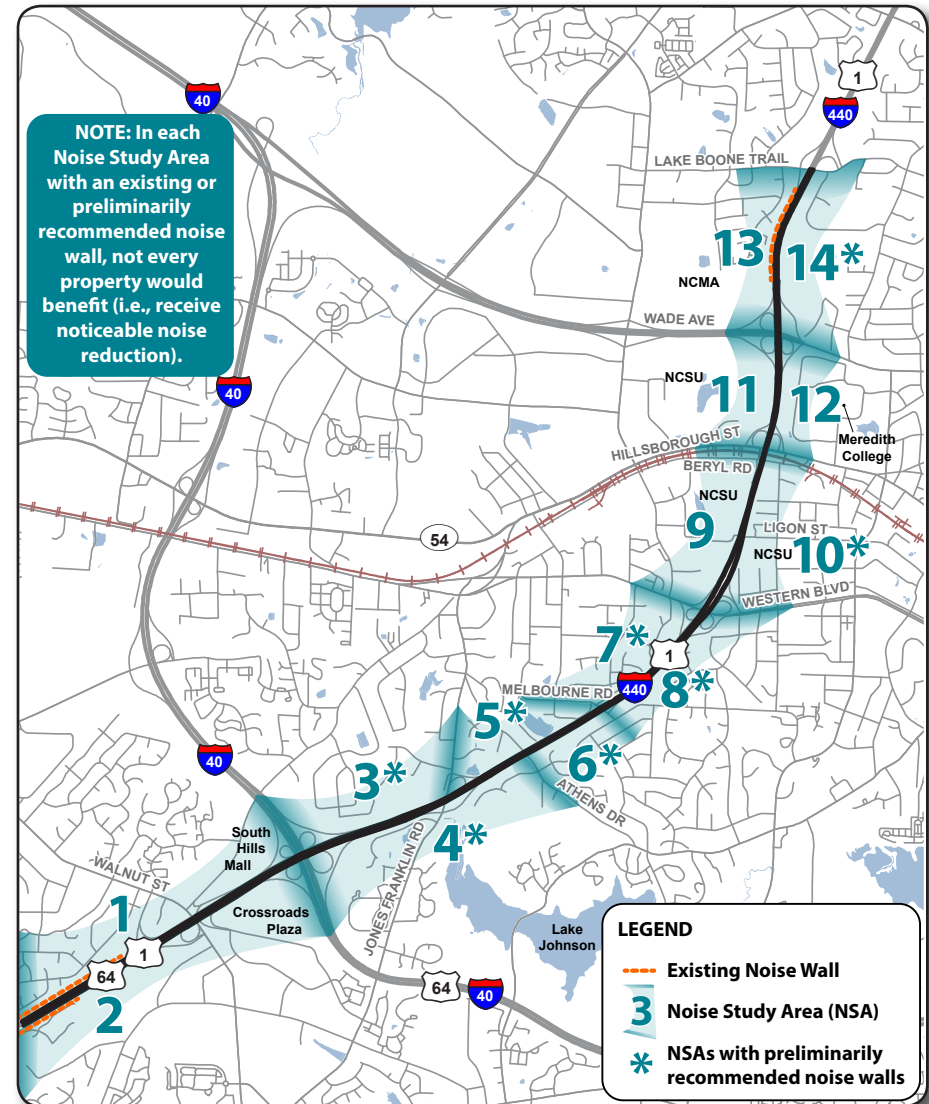 1
40
440
NOTE: In each
Noise Study Area
with an existing or
preliminarily
recommended noise
wall, not every
property would
benefit (i.e., receive
noticeable noise
reduction).
LAKE BOONE TRAIL
13
14*
NCMA
WADE AVE
40
NCSU
11
12
Meredith
College
HILLSBOROUGH ST
BERYL RD
NCSU
9
LIGON ST
54
NCSU
10*
WESTERN BLVD
7*
1
440
8*
MELBOURNE RD
5*
40
6*
3*
ATHENS DR
South
Hills
Mall
4*
JONES FRANKLIN RD
WALNUT ST
1
Crossroads
Plaza
1
64
2
Lake
Johnson
64
40
LEGEND
Existing Noise Wall
3
Noise Study Area (NSA)
*
NSAs with preliminarily
recommended noise walls